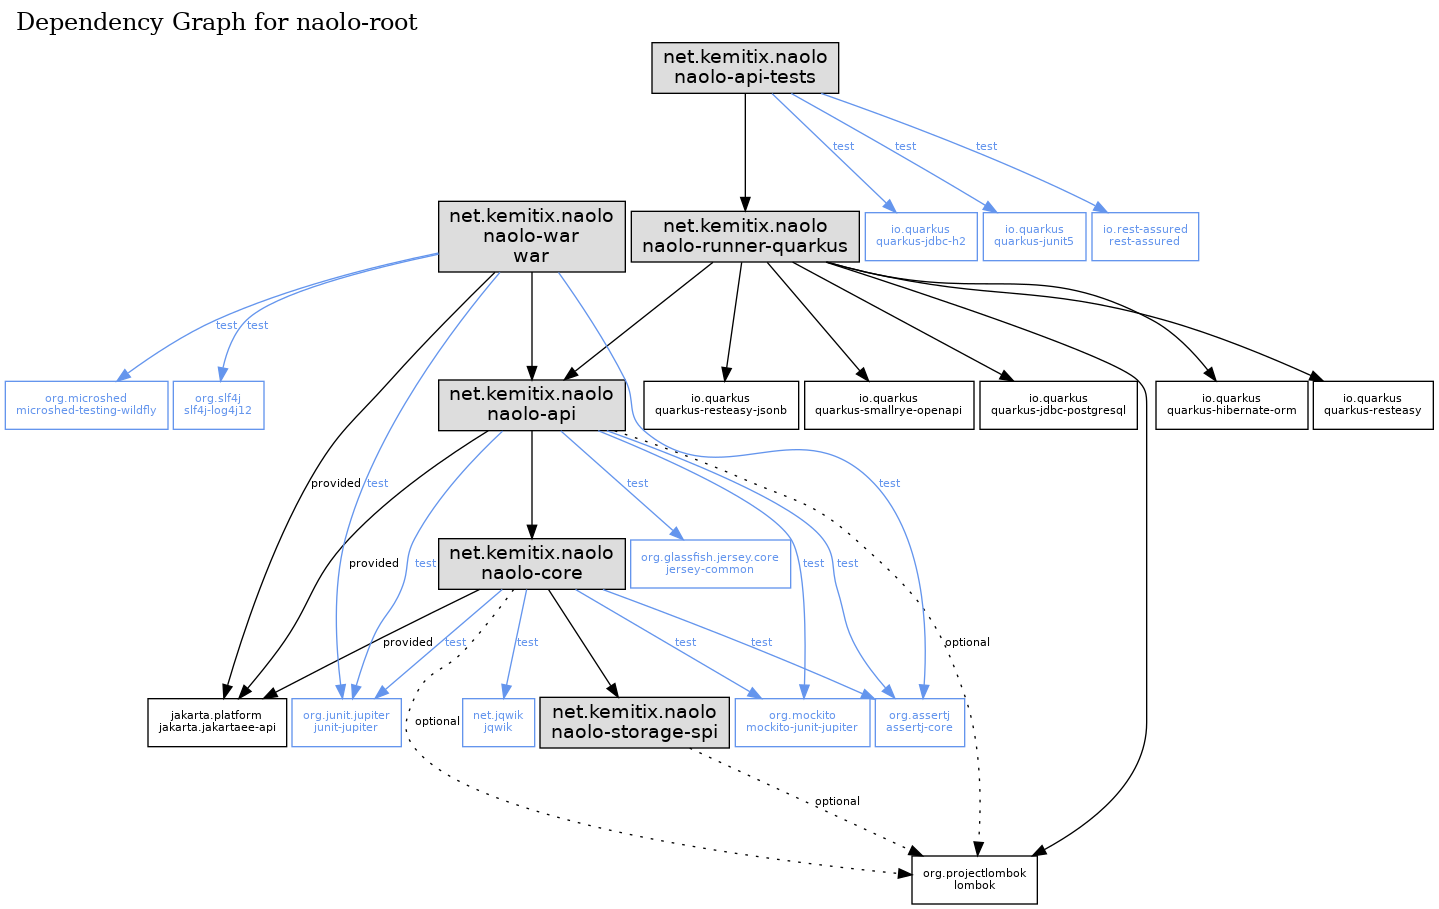 Dependency Graph for naolo-root
net.kemitix.naolo
naolo-api-tests
test
test
test
net.kemitix.naolo
naolo-war
war
net.kemitix.naolo
naolo-runner-quarkus
io.quarkus
quarkus-jdbc-h2
io.quarkus
quarkus-junit5
io.rest-assured
rest-assured
test
test
org.microshed
microshed-testing-wildfly
org.slf4j
slf4j-log4j12
net.kemitix.naolo
naolo-api
io.quarkus
quarkus-resteasy-jsonb
io.quarkus
quarkus-smallrye-openapi
io.quarkus
quarkus-jdbc-postgresql
io.quarkus
quarkus-hibernate-orm
io.quarkus
quarkus-resteasy
provided
test
test
test
net.kemitix.naolo
naolo-core
org.glassfish.jersey.core
jersey-common
provided
test
test
test
provided
test
test
test
test
optional
jakarta.platform
jakarta.jakartaee-api
org.junit.jupiter
junit-jupiter
optional
net.jqwik
jqwik
net.kemitix.naolo
naolo-storage-spi
org.mockito
mockito-junit-jupiter
org.assertj
assertj-core
optional
org.projectlombok
lombok